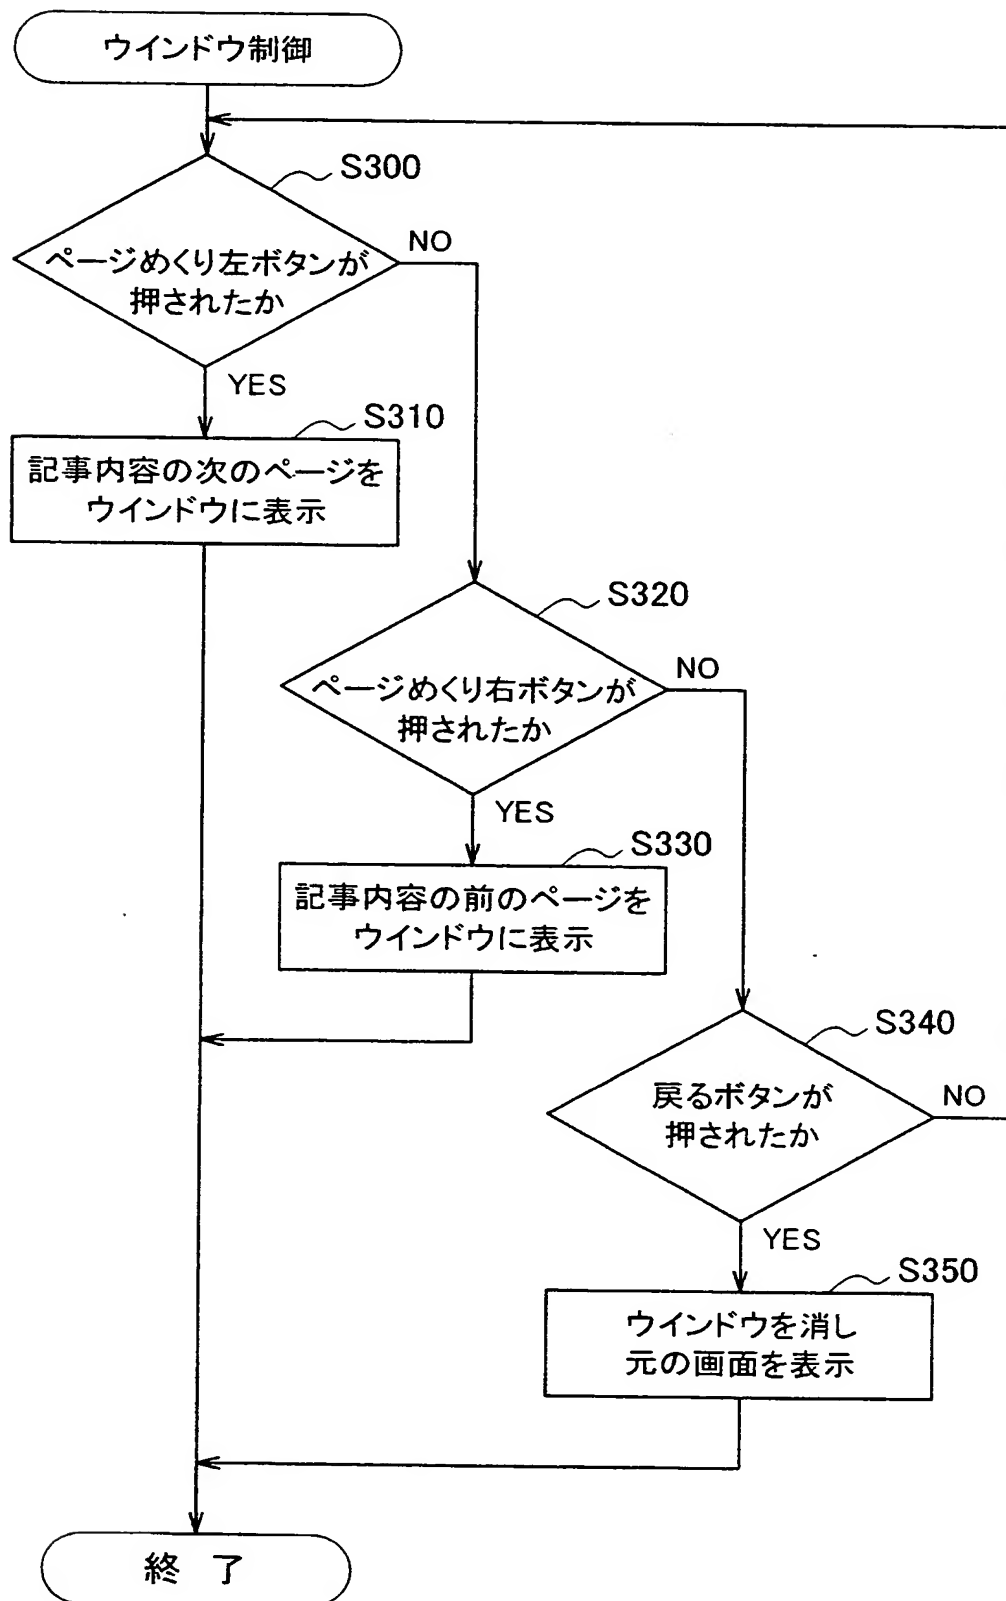 ウインドウ制御
S300
ページめくり左ボタンが
押されたか
NO
YES
S310
記事内容の次のページを
ウインドウに表示
S320
ページめくり右ボタンが
押されたか
NO
YES
S330
記事内容の前のページを
ウインドウに表示
S340
戻るボタンが
押されたか
NO
YES
S350
ウインドウを消し
元の画面を表示
終 了